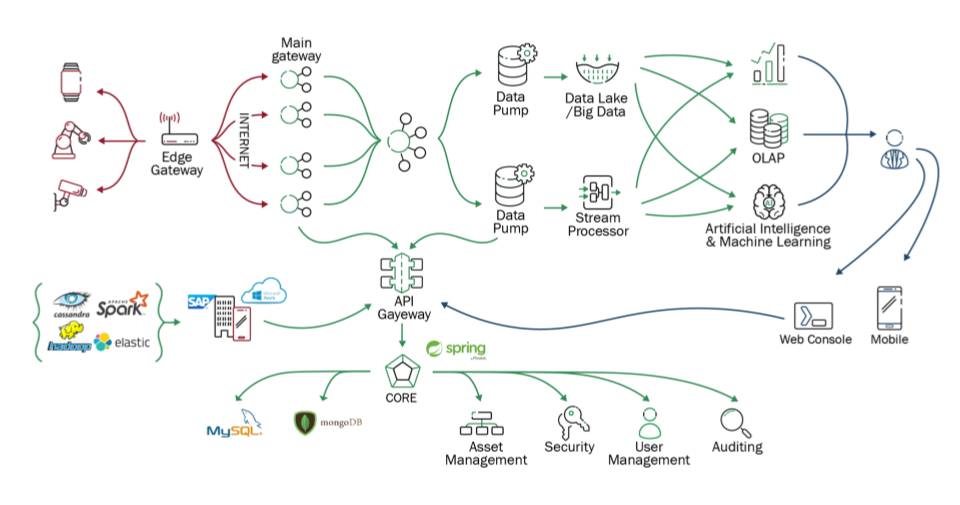 Main
gateway
Data
Pump
Data Lake
/Big Data
OLAP
INTERNET
Edge
Gateway
Data
Pump
Stream
Processor
AI
Artificial Intelligence
& Machine Learning
API
Gayeway
cassandra
APACHE
Spark
hadoop
elastic
SAP
Microsoft
Azure
Web Console
Mobile
spring
CORE
MySQL
mongoDB
Asset
Management
Security
User
Management
Auditing